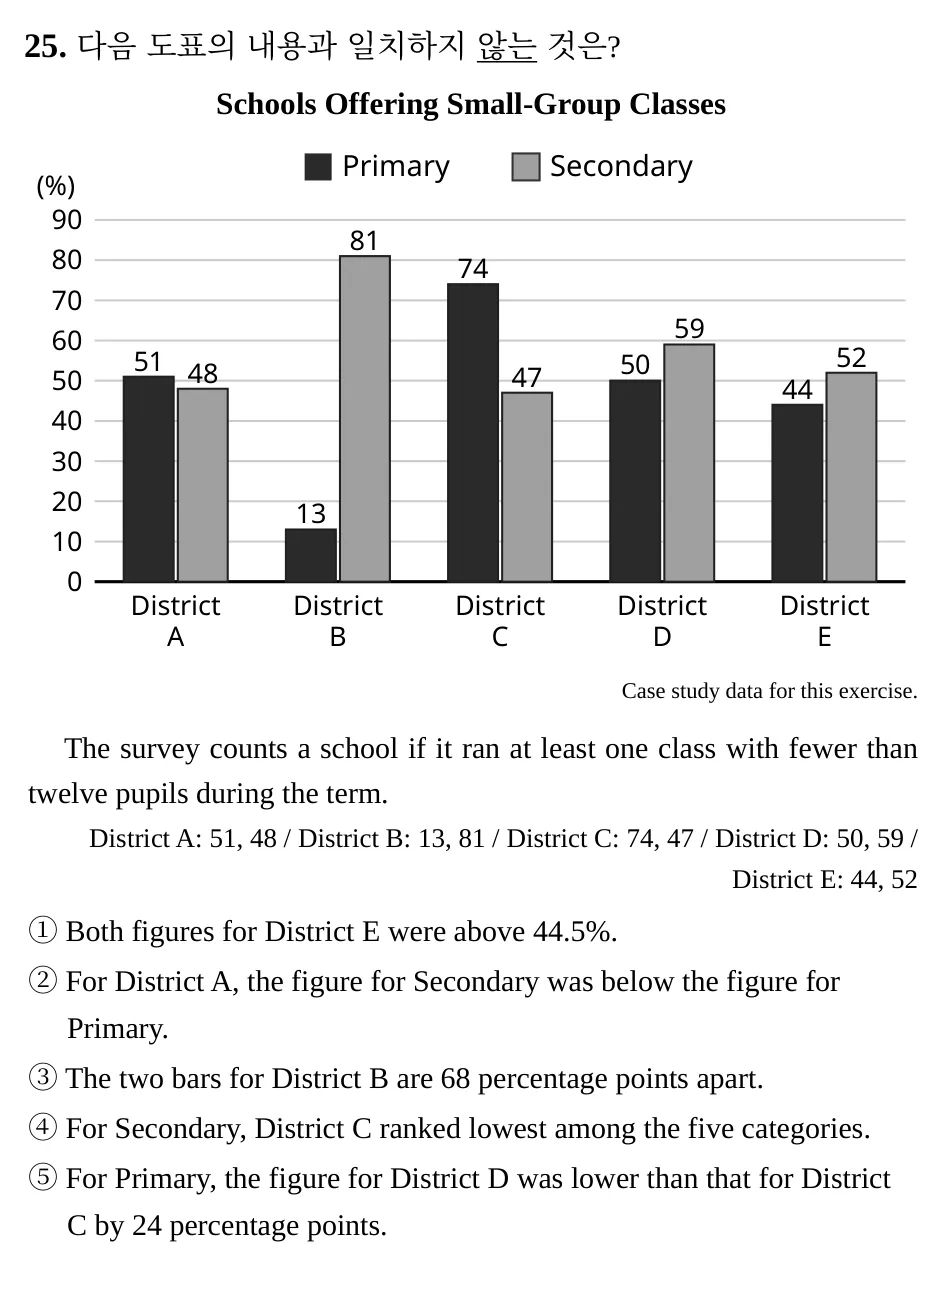 25. 다음 도표의 내용과 일치하지 않는 것은?
Schools Offering Small-Group Classes
Primary Secondary
(%)
90
80
70
60
50
40
30
20
10
0
51 48
13 81
74 47
50 59
44 52
District A
District B
District C
District D
District E
Case study data for this exercise.
The survey counts a school if it ran at least one class with fewer than
twelve pupils during the term.
District A: 51, 48 / District B: 13, 81 / District C: 74, 47 / District D: 50, 59 /
District E: 44, 52
① Both figures for District E were above 44.5%.
② For District A, the figure for Secondary was below the figure for
Primary.
③ The two bars for District B are 68 percentage points apart.
④ For Secondary, District C ranked lowest among the five categories.
⑤ For Primary, the figure for District D was lower than that for District
C by 24 percentage points.